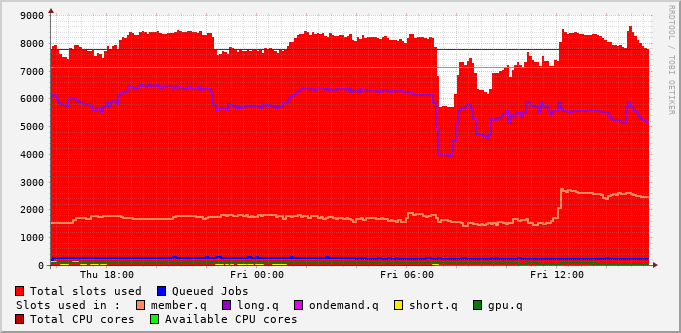 9000
8000
7000
6000
5000
4000
3000
2000
1000
0
Thu 18:00 Fri 00:00 Fri 06:00 Fri 12:00
RRDTOOL / TOBI OETIKER
Total slots used Queued Jobs
Slots used in : member.q long.q ondemand.q short.q gpu.q
Total CPU cores Available CPU cores